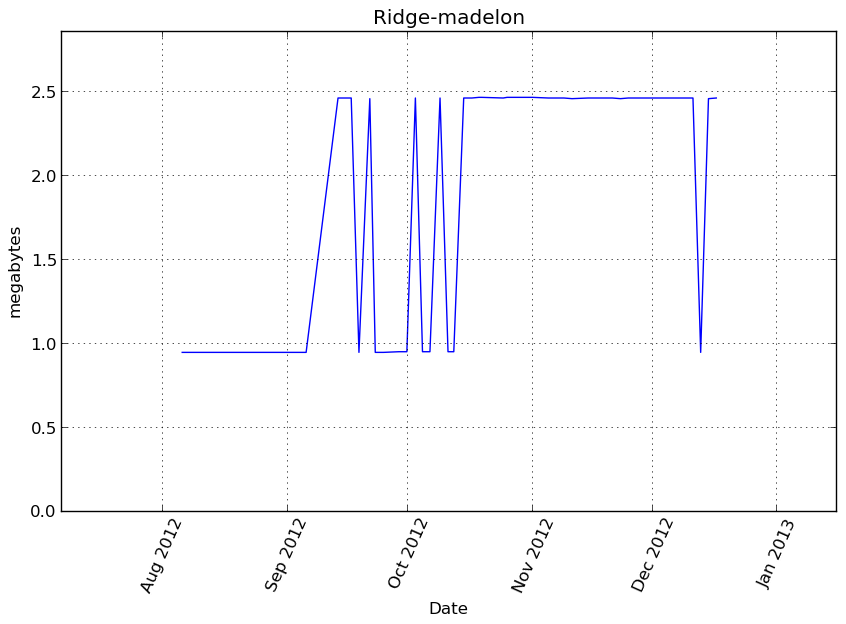 Ridge-madelon
megabytes
2.5
2.0
1.5
1.0
0.5
0.0
Aug 2012
Sep 2012
Oct 2012
Nov 2012
Dec 2012
Jan 2013
Date